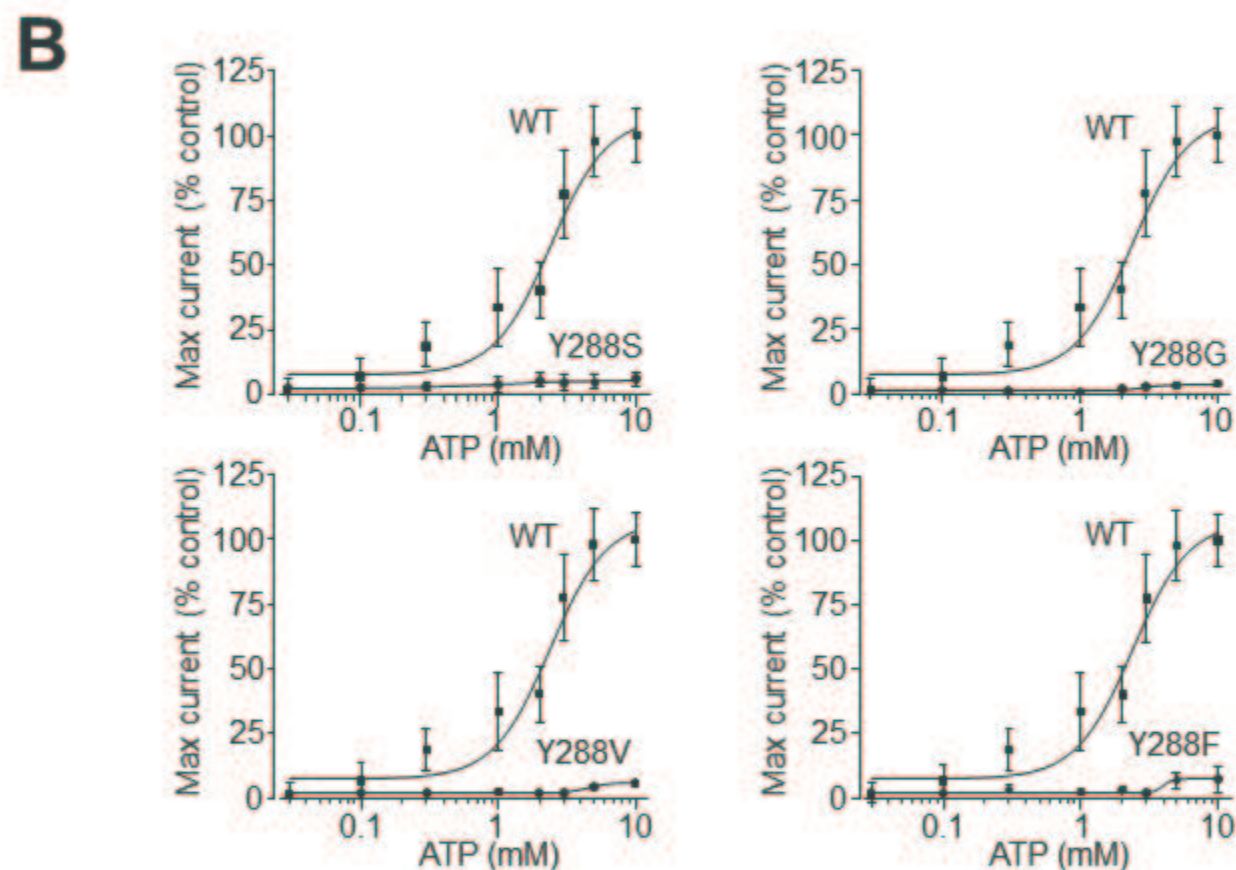 B
Max current (% control)
125
100
75
50
25
0
WT
Y288S
0.1 1 10
ATP (mM)
Max current (% control)
125
100
75
50
25
0
WT
Y288G
0.1 1 10
ATP (mM)
Max current (% control)
125
100
75
50
25
0
WT
Y288V
0.1 1 10
ATP (mM)
Max current (% control)
125
100
75
50
25
0
WT
Y288F
0.1 1 10
ATP (mM)